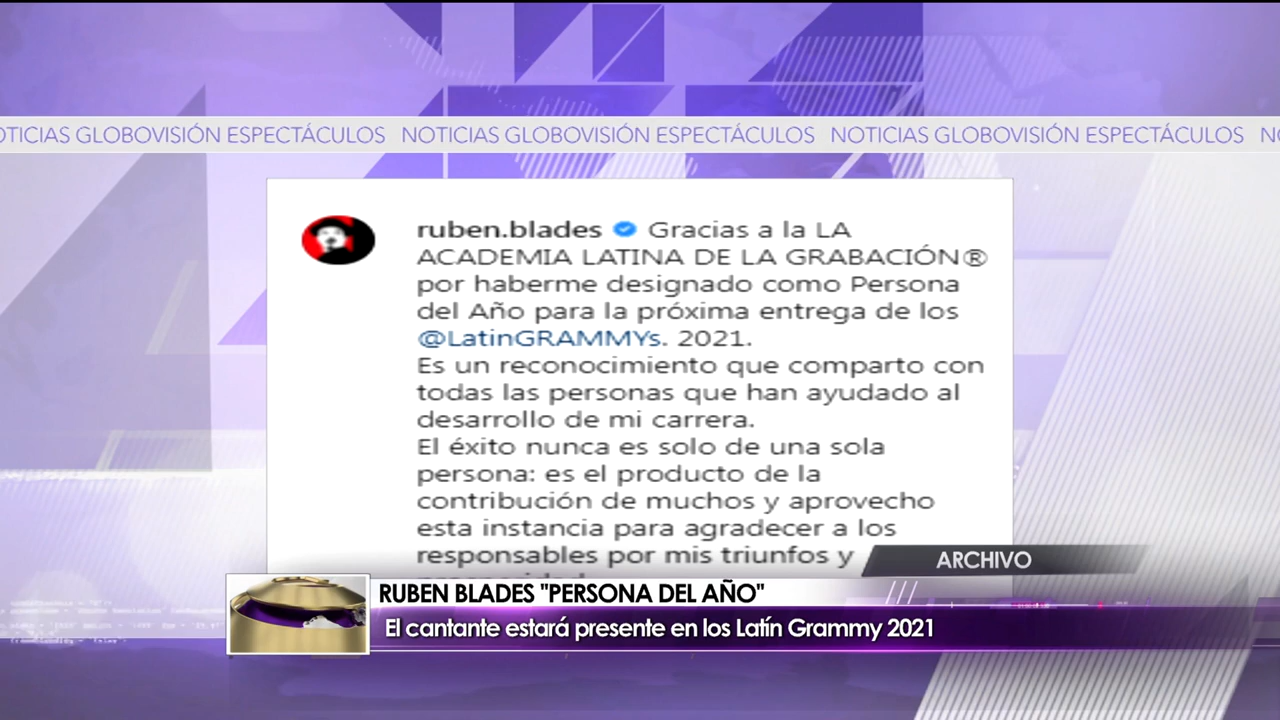 OTICIAS GLOBOVISIÓN ESPECTÁCULOS NOTICIAS GLOBOVISIÓN ESPECTÁCULOS NOTICIAS GLOBOVISIÓN ESPECTÁCULOS NO
ruben.blades Gracias a la LA
ACADEMIA LATINA DE LA GRABACIÓN®
por haberme designado como Persona
del Año para la próxima entrega de los
@LatinGRAMMYs. 2021.
Es un reconocimiento que comparto con
todas las personas que han ayudado al
desarrollo de mi carrera.
El éxito nunca es solo de una sola
persona: es el producto de la
contribución de muchos y aprovecho
esta instancia para agradecer a los
responsables por mis triunfos y
ARCHIVO
RUBEN BLADES "PERSONA DEL AÑO"
El cantante estará presente en los Latín Grammy 2021